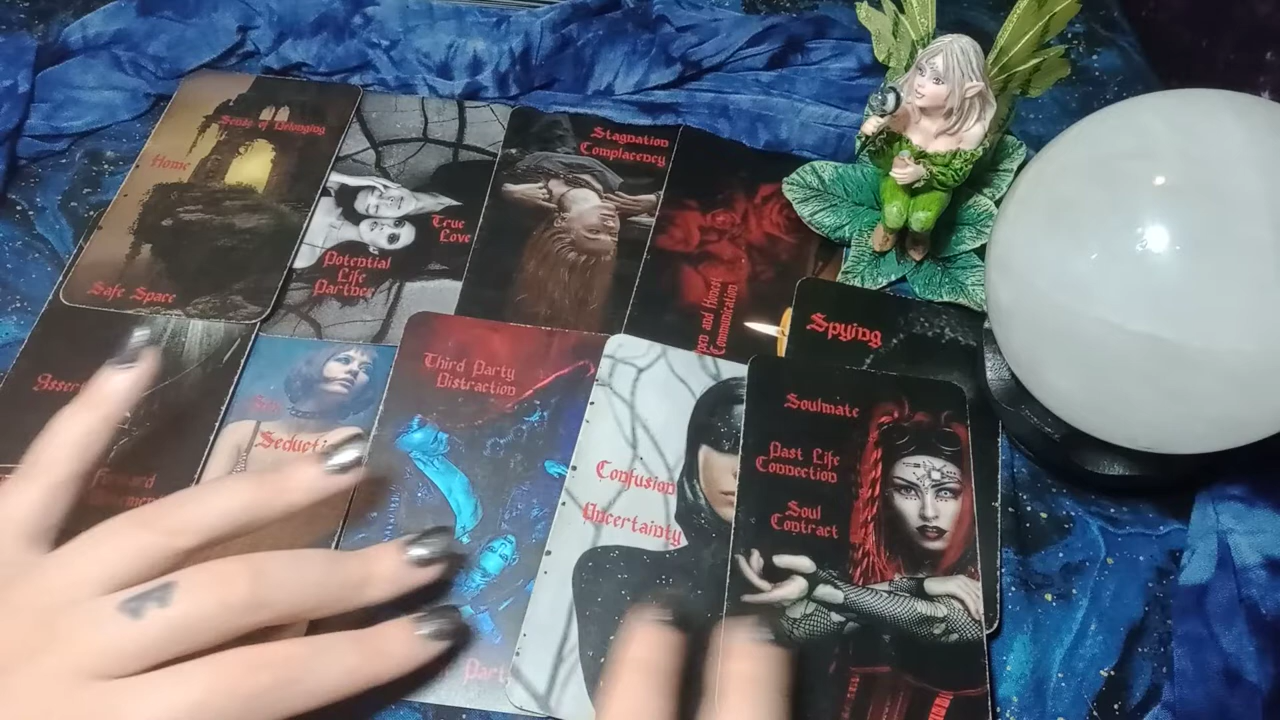 Sense of Belonging
Home
Safe Space
True
Love
Potential
Life
Partner
Stagnation
Complacency
and Honest
Communication
Spying
Third Party
Distraction
Confusion
Uncertainty
Soulmate
Past Life
Connection
Soul
Contract